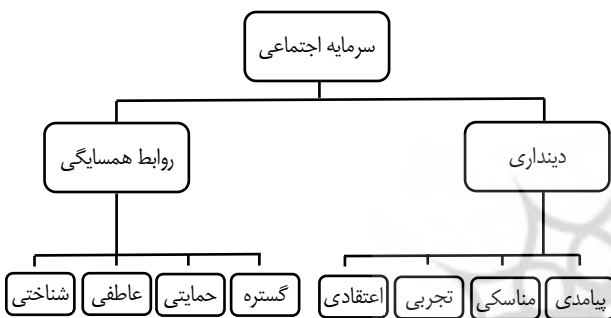 سرمایه اجتماعی
دینداری
روابط همسایگی
پیامدی
مناسکی
تجربی
اعتقادی
گستره
حمایتی
عاطفی
شناختی